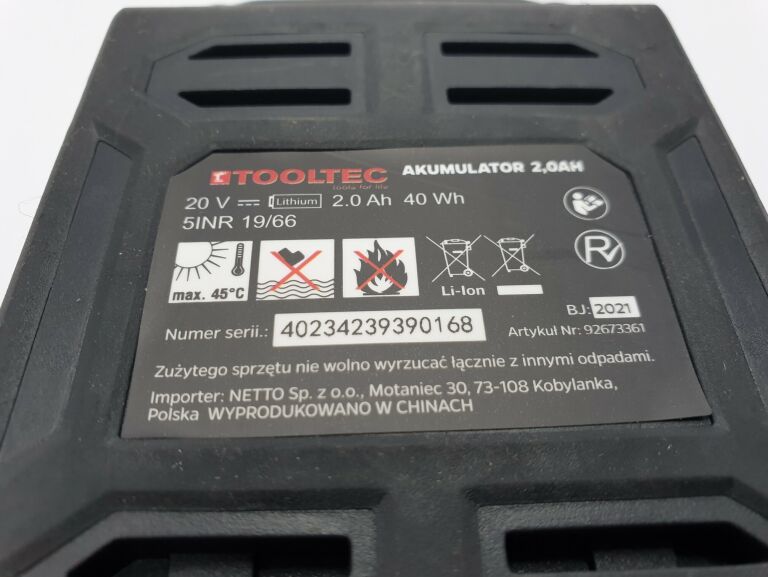 TOOLTEC AKUMULATOR 2,0AH
tools for life
20 V Lithium 2.0 Ah 40 Wh
5INR 19/66
max. 45°C
Li-Ion
BJ: 2021
Numer serii.: 40234239390168 Artykuł Nr: 92673361
Zużytego sprzętu nie wolno wyrzucać łącznie z innymi odpadami.
Importer: NETTO Sp. z o.o., Motaniec 30, 73-108 Kobylanka,
Polska WYPRODUKOWANO W CHINACH